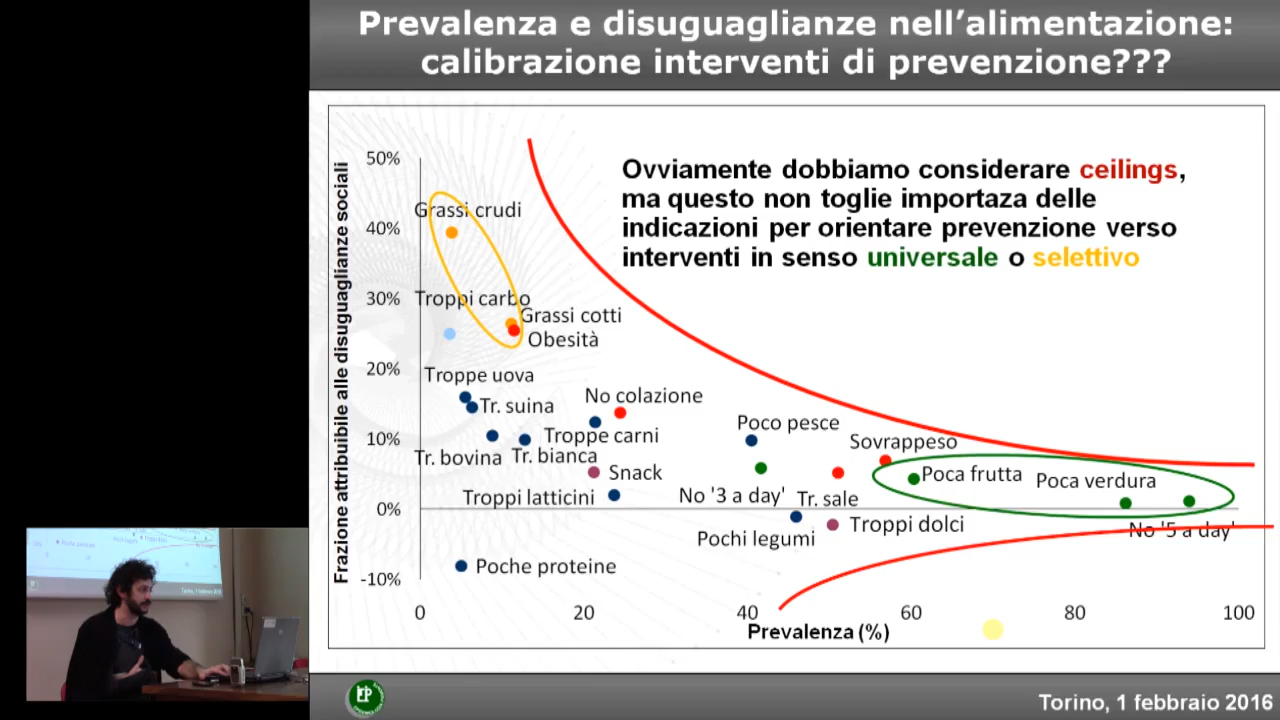 Prevalenza e disuguaglianze nell'alimentazione:
calibrazione interventi di prevenzione???
Ovviamente dobbiamo considerare ceilings,
ma questo non toglie importaza delle
indicazioni per orientare prevenzione verso
interventi in senso universale o selettivo
Frazione attribuibile alle disuguaglianze sociali
50%
40%
30%
20%
10%
0%
-10%
Grassi crudi
Troppi carbo
Grassi cotti
Obesità
Troppe uova
Tr. suina
No colazione
Troppe carni
Tr. bovina
Tr. bianca
Snack
Troppi latticini
Poche proteine
Poco pesce
No '3 a day'
Pochi legumi
Tr. sale
Troppi dolci
Sovrappeso
Poca frutta
Poca verdura
No '5 a day'
0 20 40 60 80 100
Prevalenza (%)
Torino, 1 febbraio 2016